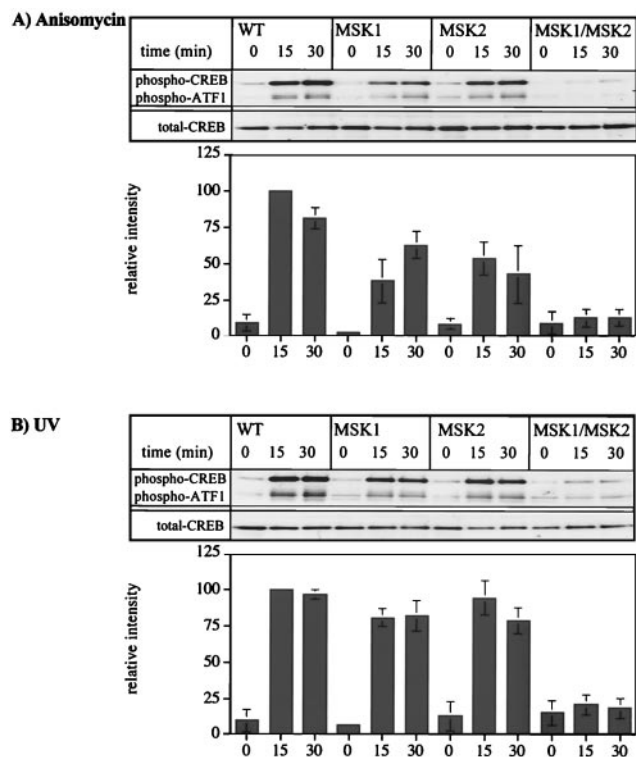 A) Anisomycin
WT MSK1 MSK2 MSK1/MSK2
time (min) 0 15 30 0 15 30 0 15 30 0 15 30
phospho-CREB
phospho-ATF1
total-CREB
125
100
75
50
25
0
relative intensity
0 15 30 0 15 30 0 15 30 0 15 30
B) UV
WT MSK1 MSK2 MSK1/MSK2
time (min) 0 15 30 0 15 30 0 15 30 0 15 30
phospho-CREB
phospho-ATF1
total-CREB
125
100
75
50
25
0
relative intensity
0 15 30 0 15 30 0 15 30 0 15 30